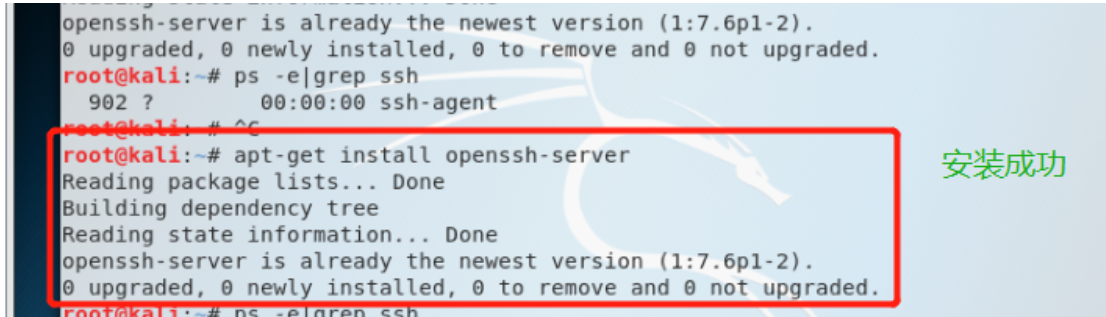 openssh-server is already the newest version (1:7.6p1-2).
0 upgraded, 0 newly installed, 0 to remove and 0 not upgraded.
root@kali:~# ps -e|grep ssh
902 ? 00:00:00 ssh-agent
root@kali:~# ^C
root@kali:~# apt-get install openssh-server
Reading package lists... Done
Building dependency tree
Reading state information... Done
openssh-server is already the newest version (1:7.6p1-2).
0 upgraded, 0 newly installed, 0 to remove and 0 not upgraded.
root@kali:~# ps -e|grep ssh
安装成功